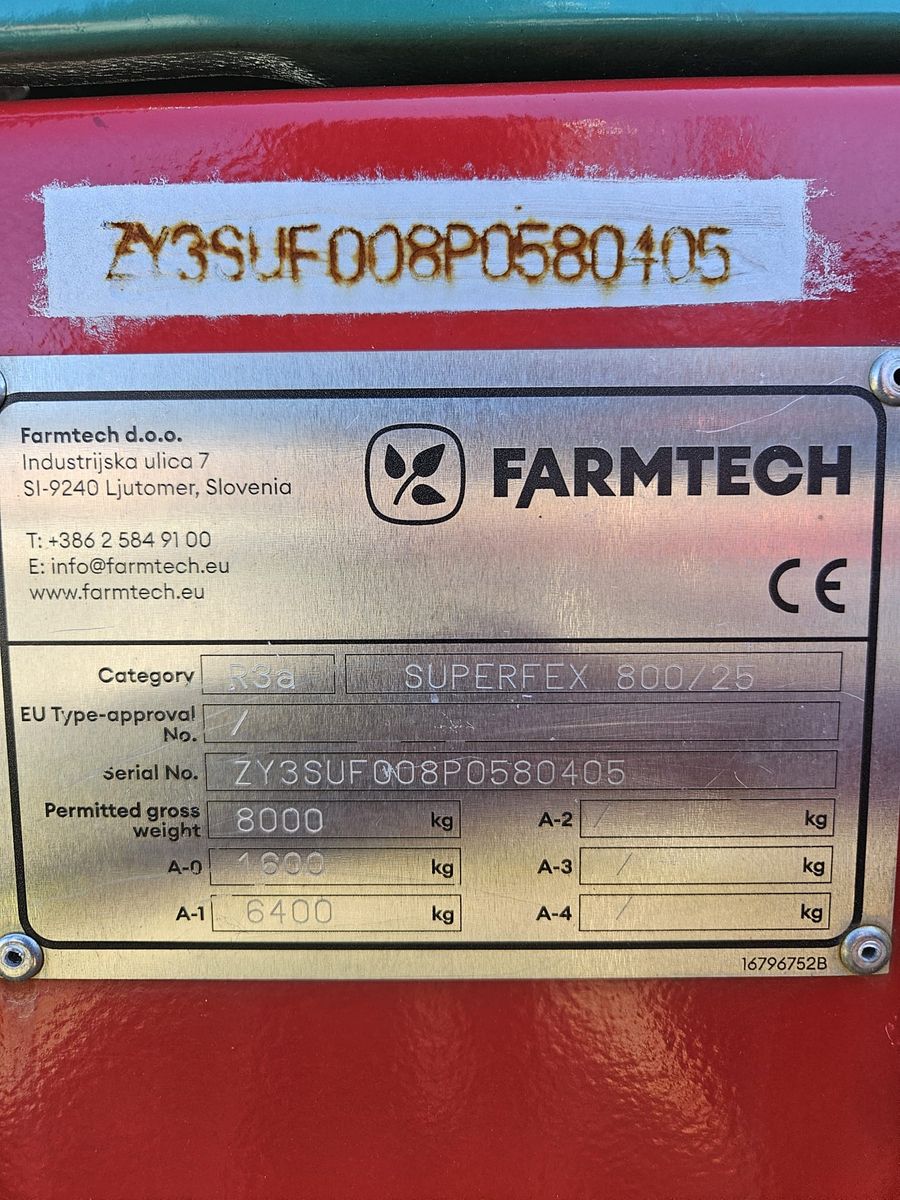 ZY3SUF008P0580405
Farmtech d.o.o.
Industrijska ulica 7
SI-9240 Ljutomer, Slovenia
FARMTECH
T: +386 2 584 91 00
E: info@farmtech.eu
www.farmtech.eu
CE
Category R3a SUPERFEX 800/25
EU Type-approval No. /
Serial No. ZY3SUF008P0580405
Permitted gross weight 8000 kg A-2 / kg
A-0 1600 kg A-3 / kg
A-1 6400 kg A-4 / kg
16796752B